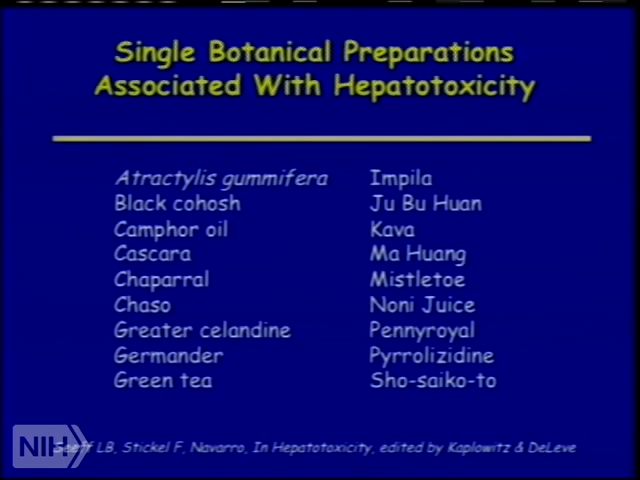 Single Botanical Preparations
Associated With Hepatotoxicity
Atractylis gummifera
Black cohosh
Camphor oil
Cascara
Chaparral
Chaso
Greater celandine
Germander
Green tea
Impila
Ju Bu Huan
Kava
Ma Huang
Mistletoe
Noni Juice
Pennyroyal
Pyrrolizidine
Sho-saiko-to
Seeff LB, Stickel F, Navarro, In Hepatotoxicity, edited by Kaplowitz & DeLeve
NIH